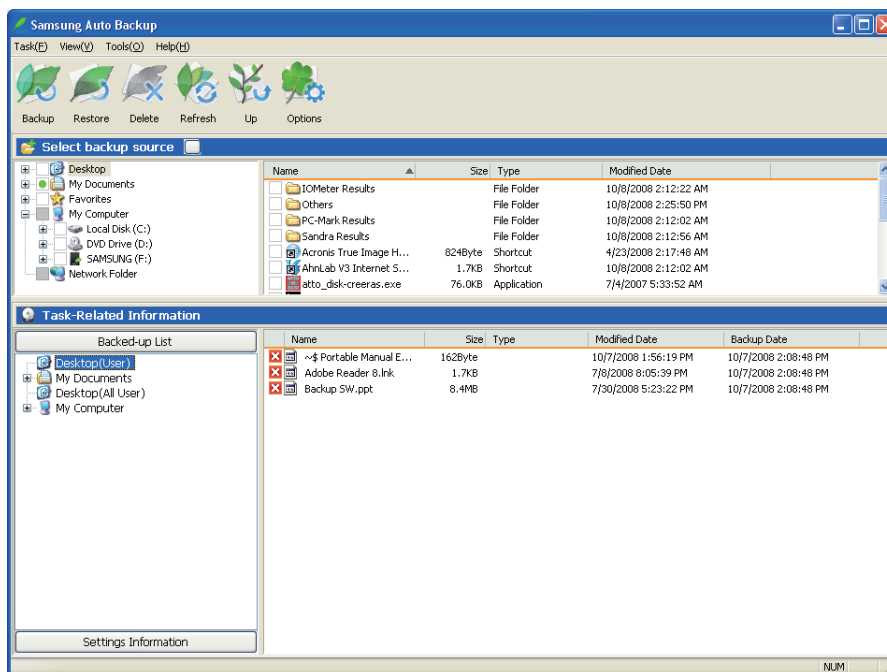 Samsung Auto Backup
Task(F) View(V) Tools(O) Help(H)
Backup Restore Delete Refresh Up Options
Select backup source
Desktop
My Documents
Favorites
My Computer
Local Disk (C:)
DVD Drive (D:)
SAMSUNG (F:)
Network Folder
Name Size Type Modified Date
IOMeter Results File Folder 10/8/2008 2:12:22 AM
Others File Folder 10/8/2008 2:25:50 PM
PC-Mark Results File Folder 10/8/2008 2:12:02 AM
Sandra Results File Folder 10/8/2008 2:12:56 AM
Acronis True Image H... 824Byte Shortcut 4/23/2008 2:17:48 AM
AhnLab V3 Internet S... 1.7KB Shortcut 10/8/2008 2:12:02 AM
atto_disk-creeras.exe 76.0KB Application 7/4/2007 5:33:52 AM
Task-Related Information
Backed-up List
Desktop(User)
My Documents
Desktop(All User)
My Computer
Settings Information
Name Size Type Modified Date Backup Date
~$ Portable Manual E... 162Byte 10/7/2008 1:56:19 PM 10/7/2008 2:08:48 PM
Adobe Reader 8.lnk 1.7KB 7/8/2008 8:05:39 PM 10/7/2008 2:08:48 PM
Backup SW.ppt 8.4MB 7/30/2008 5:23:22 PM 10/7/2008 2:08:48 PM
NUM